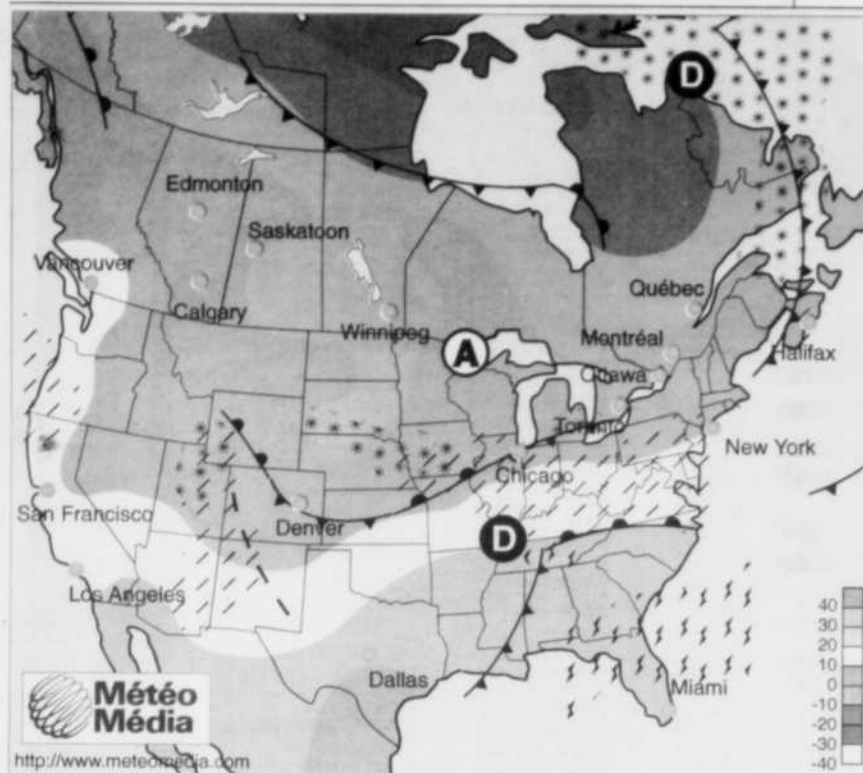 D
Edmonton
Saskatoon
Vancouver
Calgary
Québec
Winnipeg
A
Montréal
Ottawa
Halifax
Toronto
New York
Chicago
San Francisco
Denver
D
Los Angeles
Dallas
Miami
40
30
20
10
0
-10
-20
-30
-40
Météo
Média
http://www.meteomedia.com